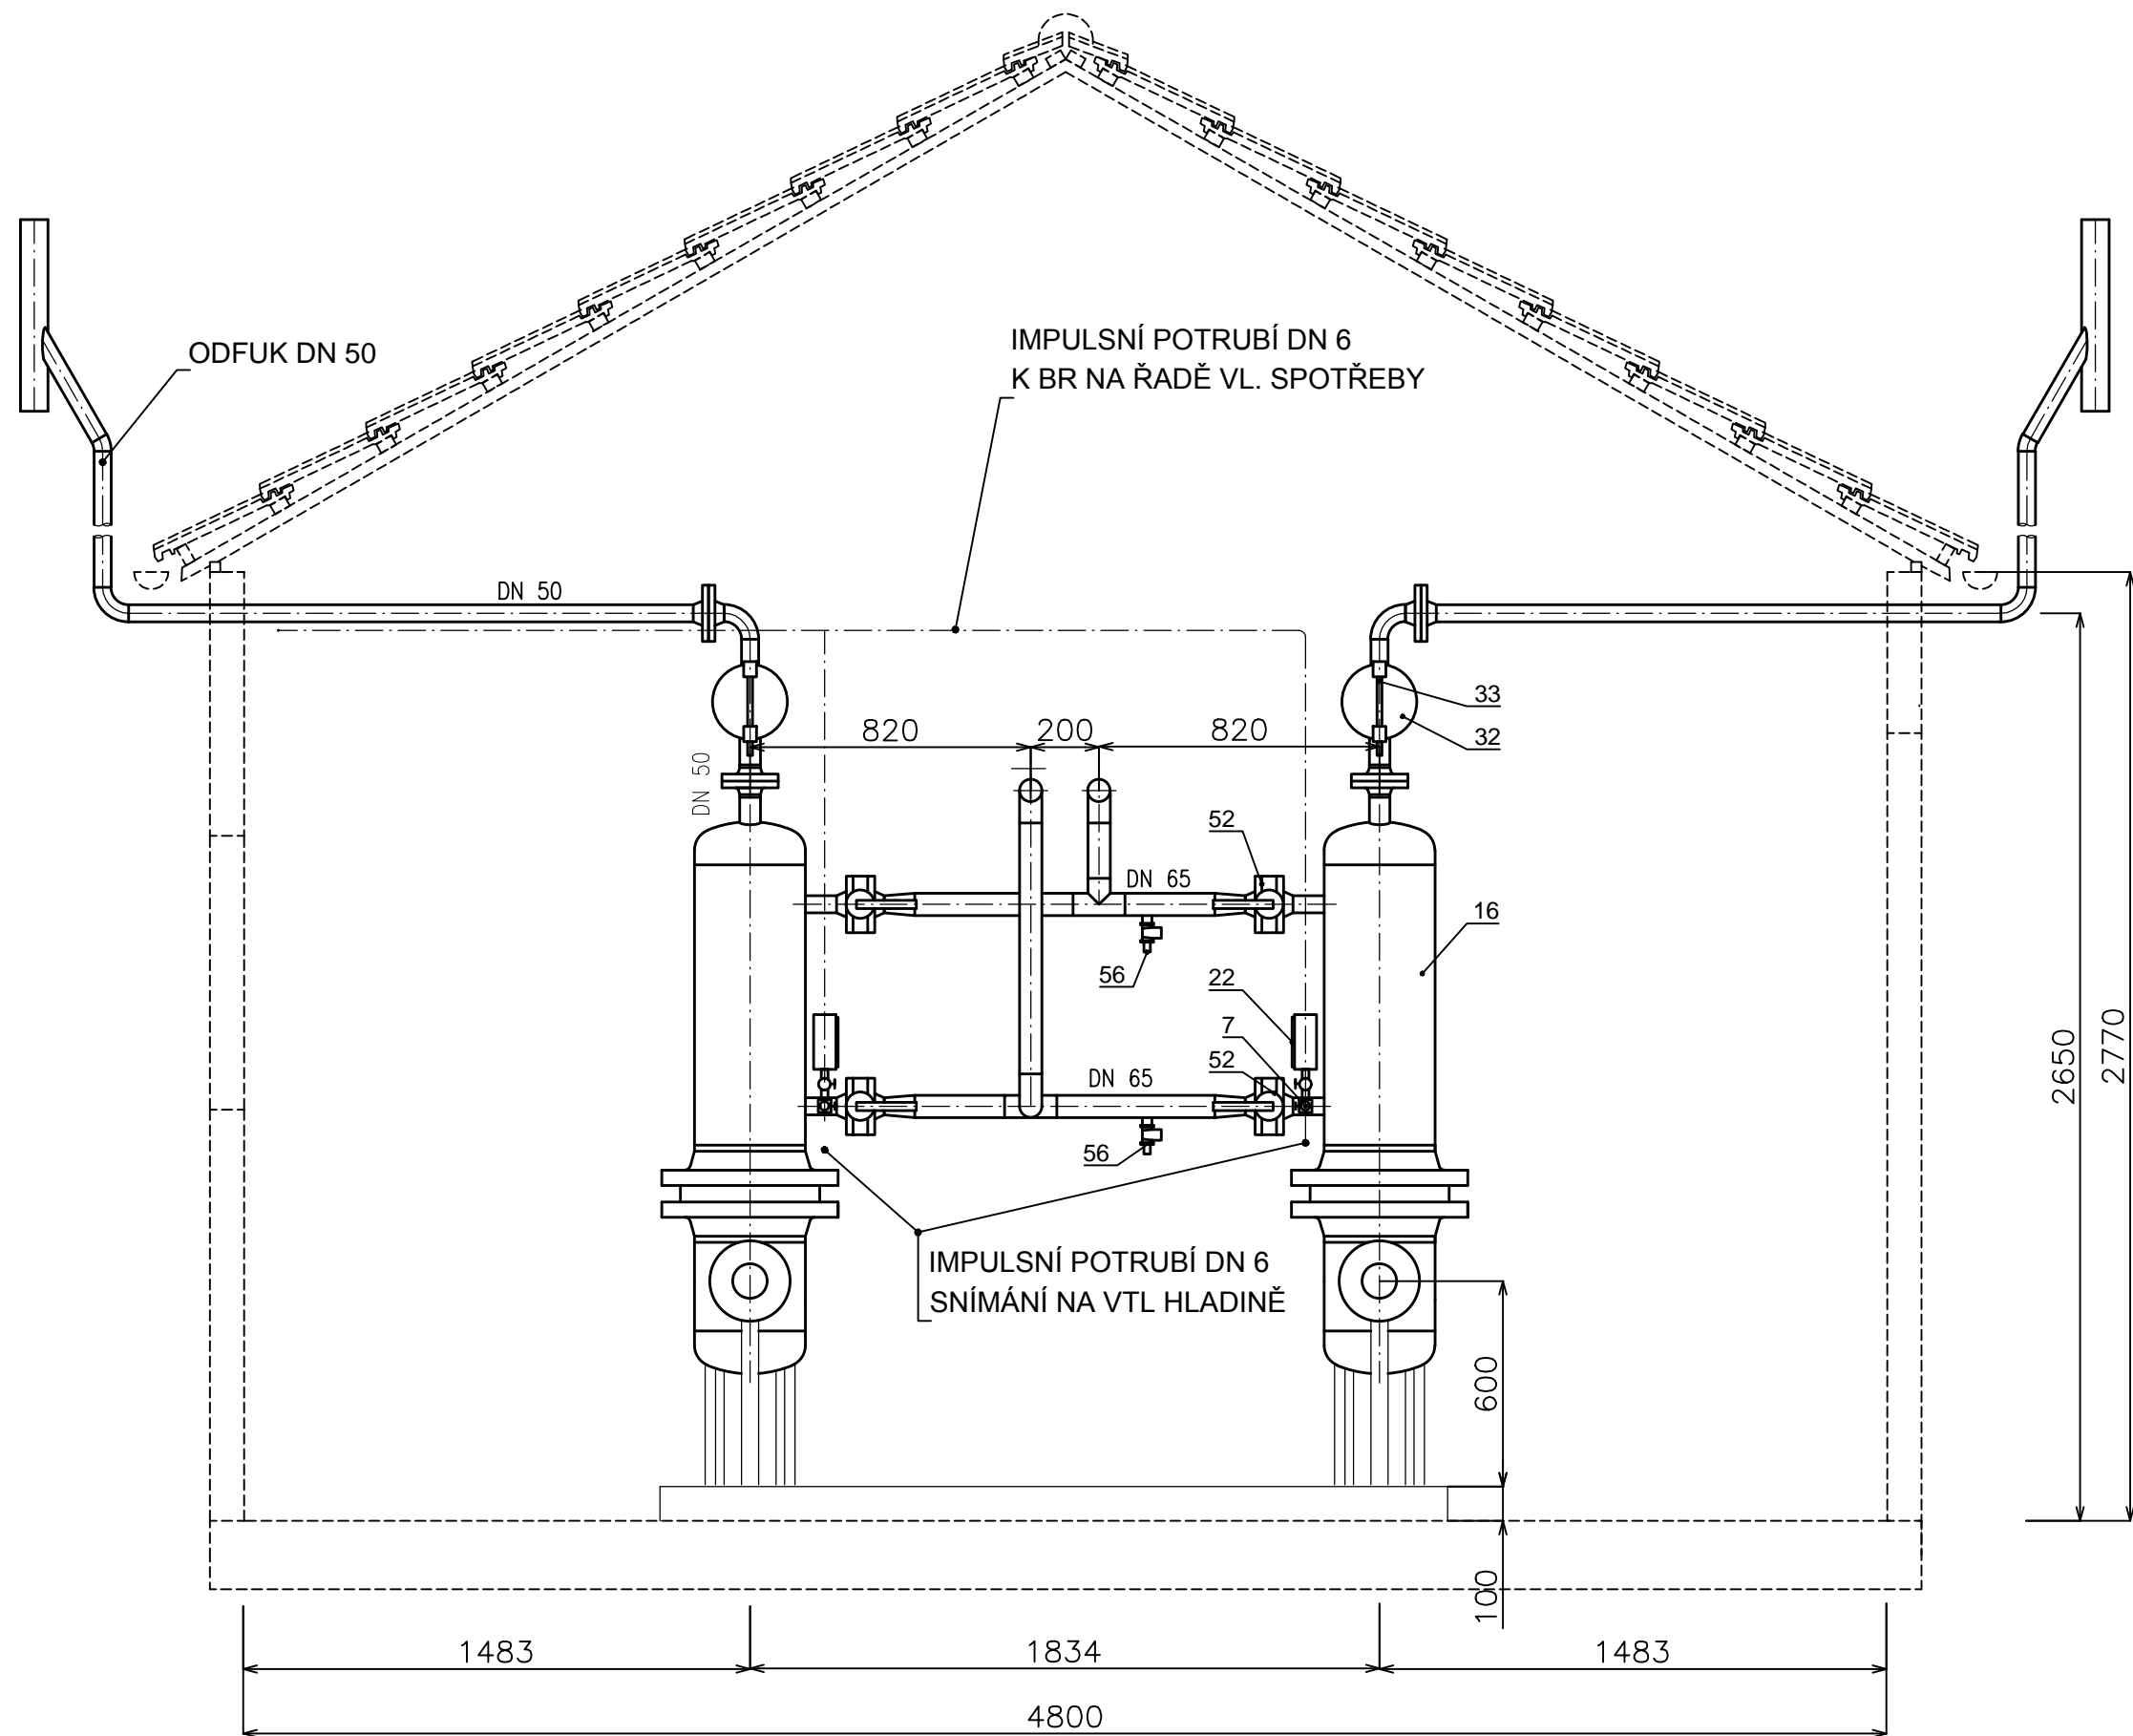 ODFUK DN 50
IMPULSNÍ POTRUBÍ DN 6
K BR NA ŘADĚ VL. SPOTŘEBY
DN 50
33
32
820
200
820
DN 50
52
DN 65
16
56
22
7
52
DN 65
56
2650
2770
IMPULSNÍ POTRUBÍ DN 6
SNÍMÁNÍ NA VTL HLADINĚ
600
100
1483
1834
1483
4800